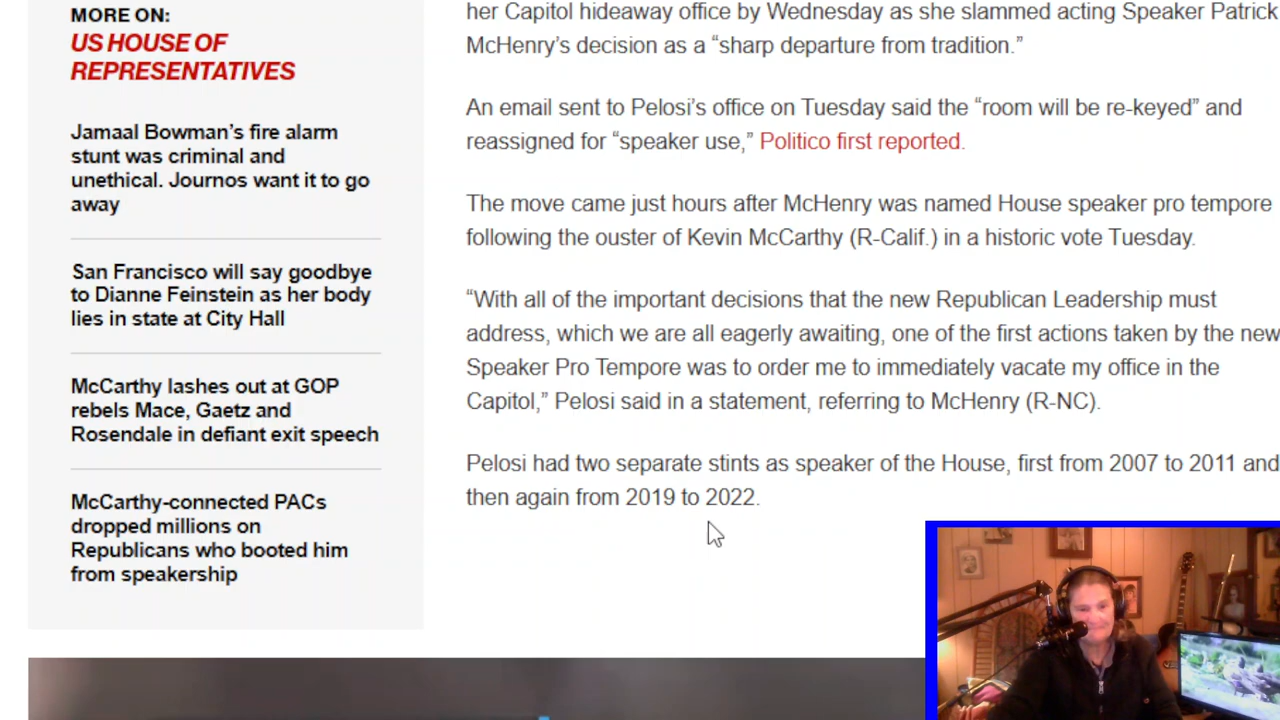 MORE ON:
US HOUSE OF
REPRESENTATIVES
Jamaal Bowman’s fire alarm
stunt was criminal and
unethical. Journos want it to go
away
San Francisco will say goodbye
to Dianne Feinstein as her body
lies in state at City Hall
McCarthy lashes out at GOP
rebels Mace, Gaetz and
Rosendale in defiant exit speech
McCarthy-connected PACs
dropped millions on
Republicans who booted him
from speakership
her Capitol hideaway office by Wednesday as she slammed acting Speaker Patrick
McHenry’s decision as a “sharp departure from tradition.”
An email sent to Pelosi’s office on Tuesday said the “room will be re-keyed” and
reassigned for “speaker use,” Politico first reported.
The move came just hours after McHenry was named House speaker pro tempore
following the ouster of Kevin McCarthy (R-Calif.) in a historic vote Tuesday.
“With all of the important decisions that the new Republican Leadership must
address, which we are all eagerly awaiting, one of the first actions taken by the new
Speaker Pro Tempore was to order me to immediately vacate my office in the
Capitol,” Pelosi said in a statement, referring to McHenry (R-NC).
Pelosi had two separate stints as speaker of the House, first from 2007 to 2011 and
then again from 2019 to 2022.